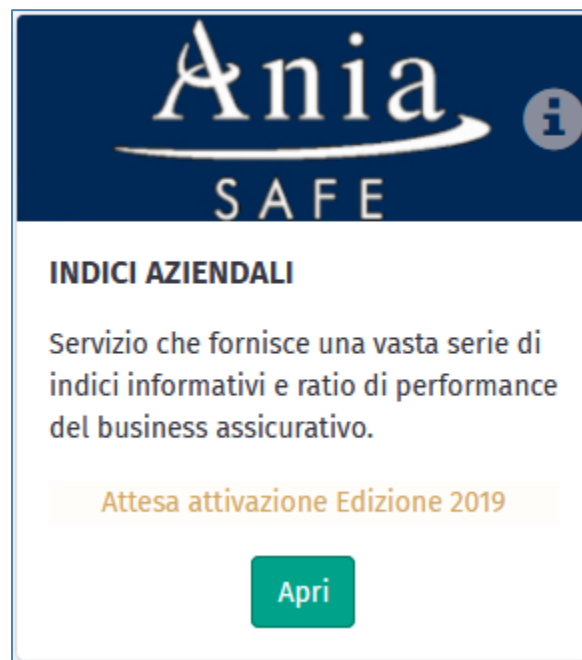 Ania
SAFE
INDICI AZIENDALI
Servizio che fornisce una vasta serie di
indici informativi e ratio di performance
del business assicurativo.
Attesa attivazione Edizione 2019
Apri